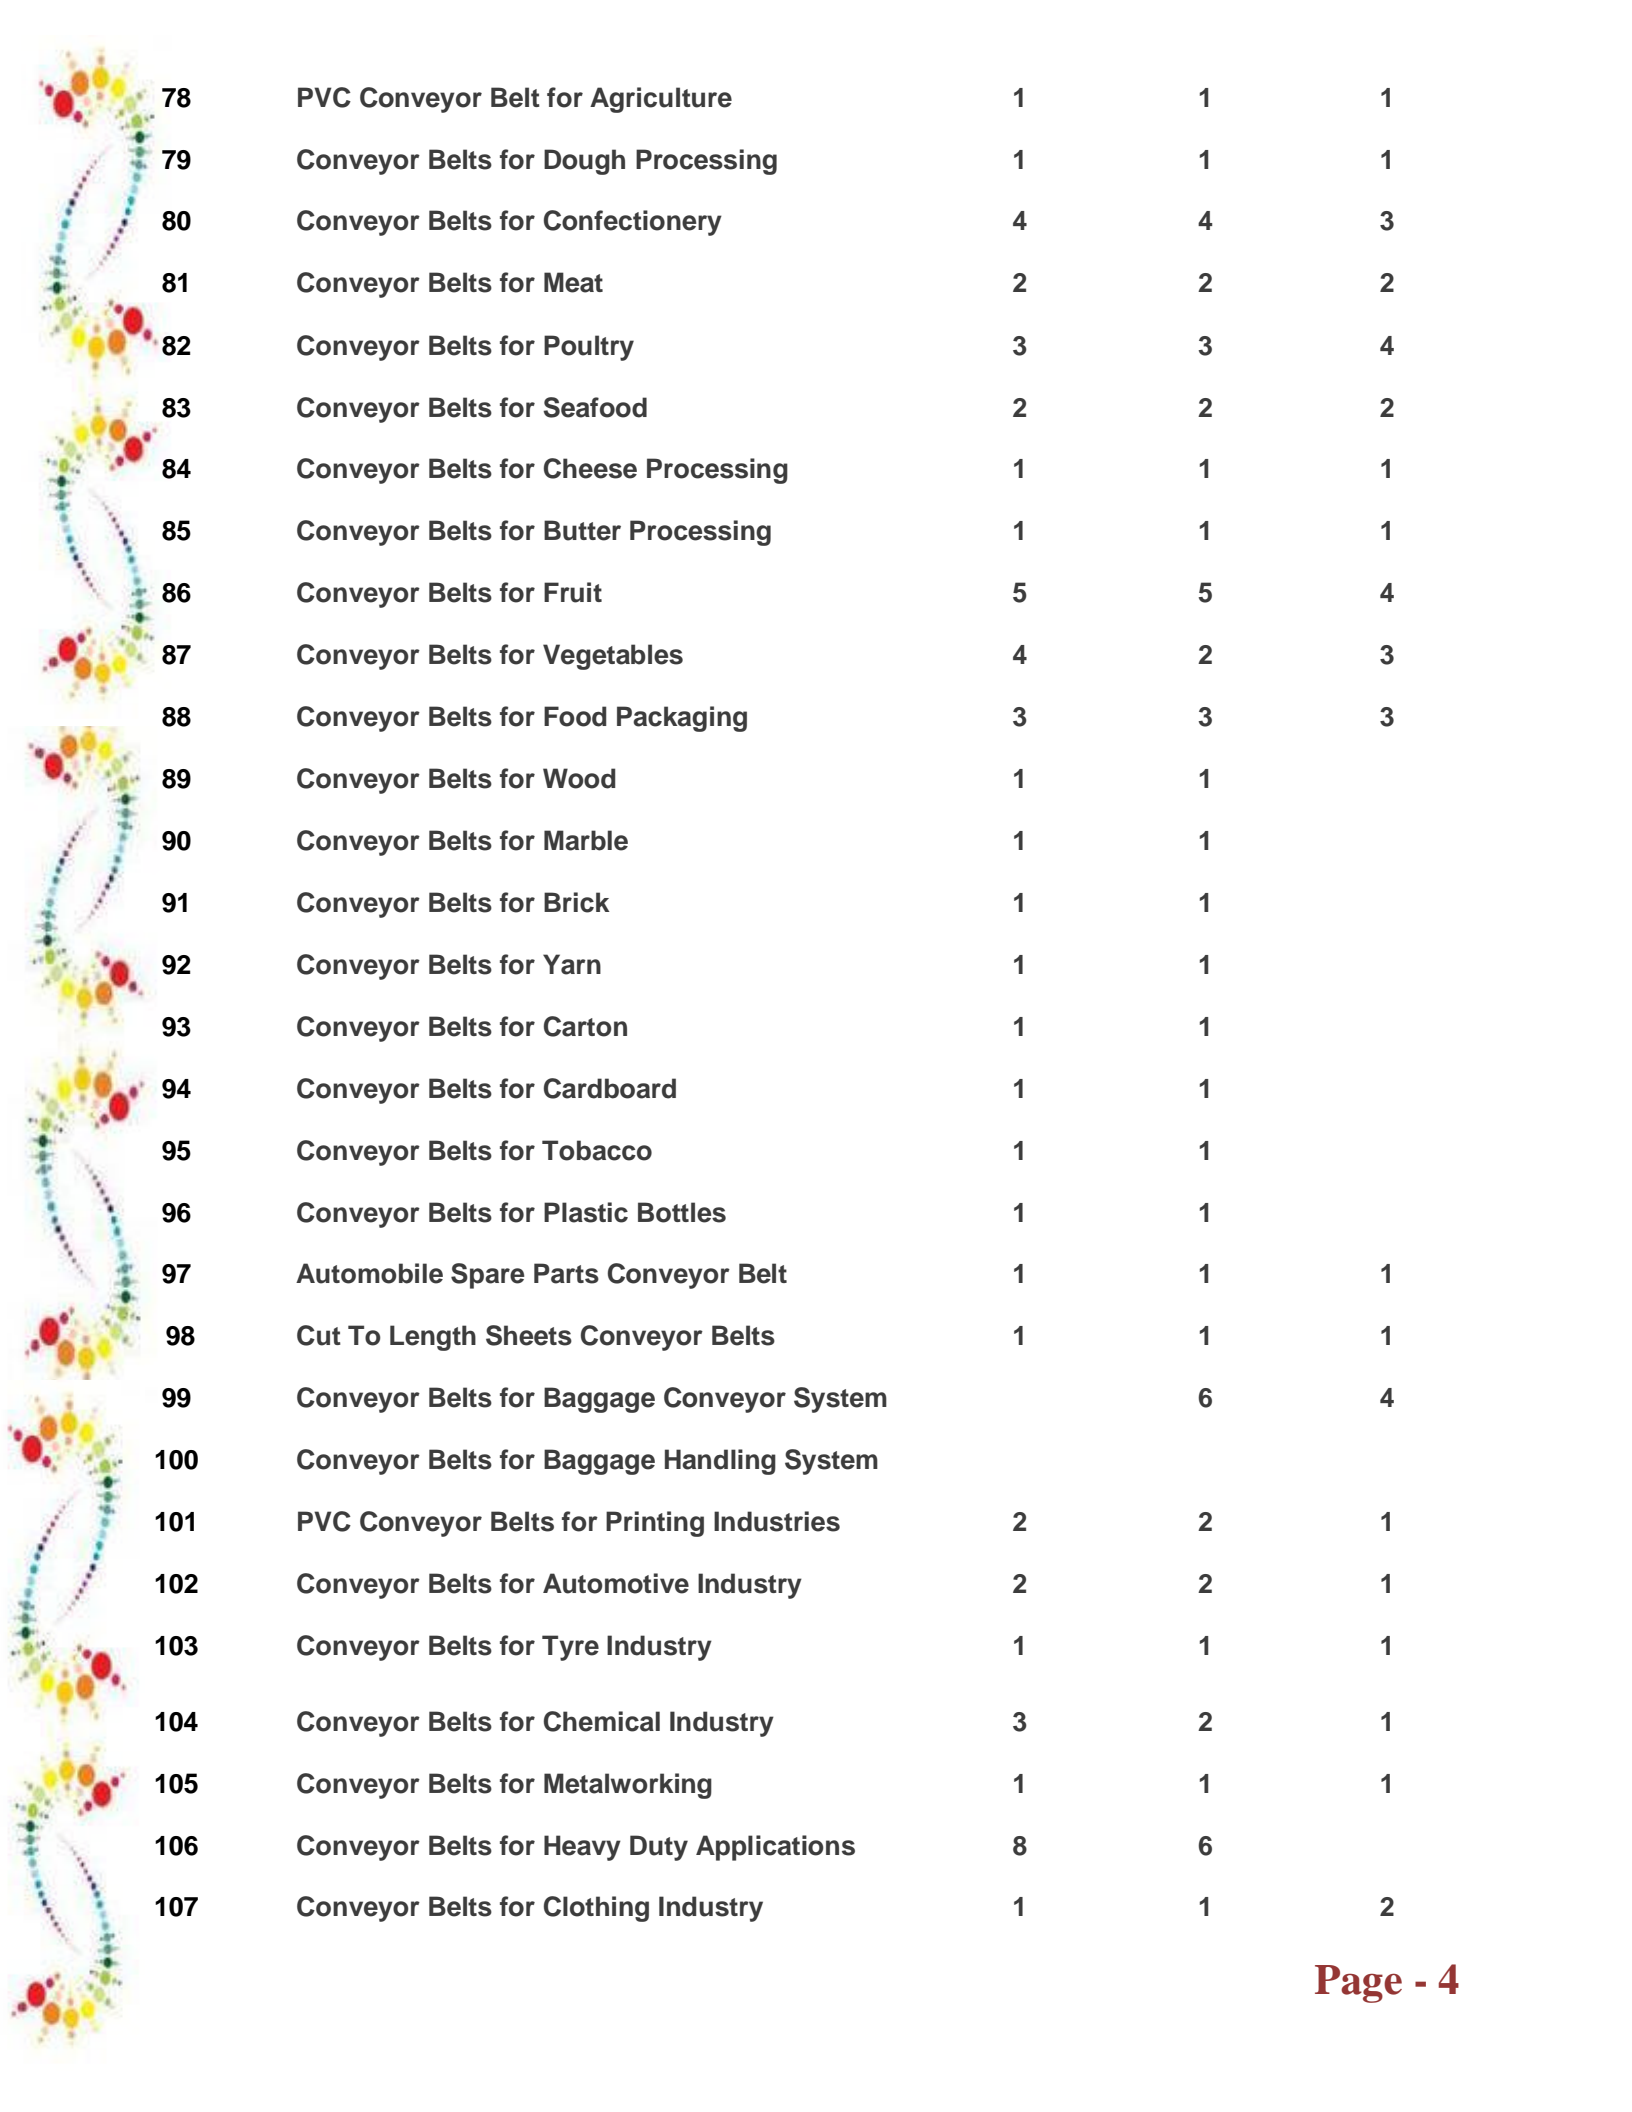 78 PVC Conveyor Belt for Agriculture 1 1 1
79 Conveyor Belts for Dough Processing 1 1 1
80 Conveyor Belts for Confectionery 4 4 3
81 Conveyor Belts for Meat 2 2 2
82 Conveyor Belts for Poultry 3 3 4
83 Conveyor Belts for Seafood 2 2 2
84 Conveyor Belts for Cheese Processing 1 1 1
85 Conveyor Belts for Butter Processing 1 1 1
86 Conveyor Belts for Fruit 5 5 4
87 Conveyor Belts for Vegetables 4 2 3
88 Conveyor Belts for Food Packaging 3 3 3
89 Conveyor Belts for Wood 1 1
90 Conveyor Belts for Marble 1 1
91 Conveyor Belts for Brick 1 1
92 Conveyor Belts for Yarn 1 1
93 Conveyor Belts for Carton 1 1
94 Conveyor Belts for Cardboard 1 1
95 Conveyor Belts for Tobacco 1 1
96 Conveyor Belts for Plastic Bottles 1 1
97 Automobile Spare Parts Conveyor Belt 1 1 1
98 Cut To Length Sheets Conveyor Belts 1 1 1
99 Conveyor Belts for Baggage Conveyor System 6 4
100 Conveyor Belts for Baggage Handling System
101 PVC Conveyor Belts for Printing Industries 2 2 1
102 Conveyor Belts for Automotive Industry 2 2 1
103 Conveyor Belts for Tyre Industry 1 1 1
104 Conveyor Belts for Chemical Industry 3 2 1
105 Conveyor Belts for Metalworking 1 1 1
106 Conveyor Belts for Heavy Duty Applications 8 6
107 Conveyor Belts for Clothing Industry 1 1 2
Page - 4